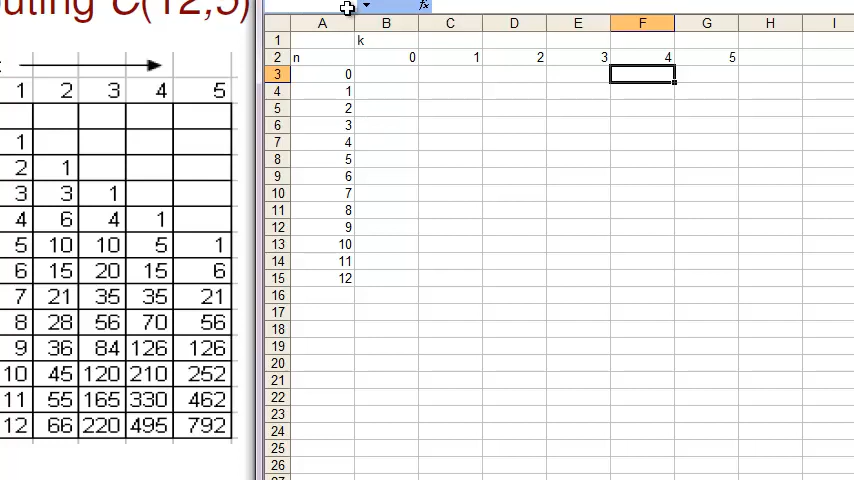 uting C(12,5)
1 2 3 4 5
1
2 1
3 3 1
4 6 4 1
5 10 10 5 1
6 15 20 15 6
7 21 35 35 21
8 28 56 70 56
9 36 84 126 126
10 45 120 210 252
11 55 165 330 462
12 66 220 495 792
fx
A B C D E F G H I
1 k
2 n 0 1 2 3 4 5
3 0
4 1
5 2
6 3
7 4
8 5
9 6
10 7
11 8
12 9
13 10
14 11
15 12
16
17
18
19
20
21
22
23
24
25
26